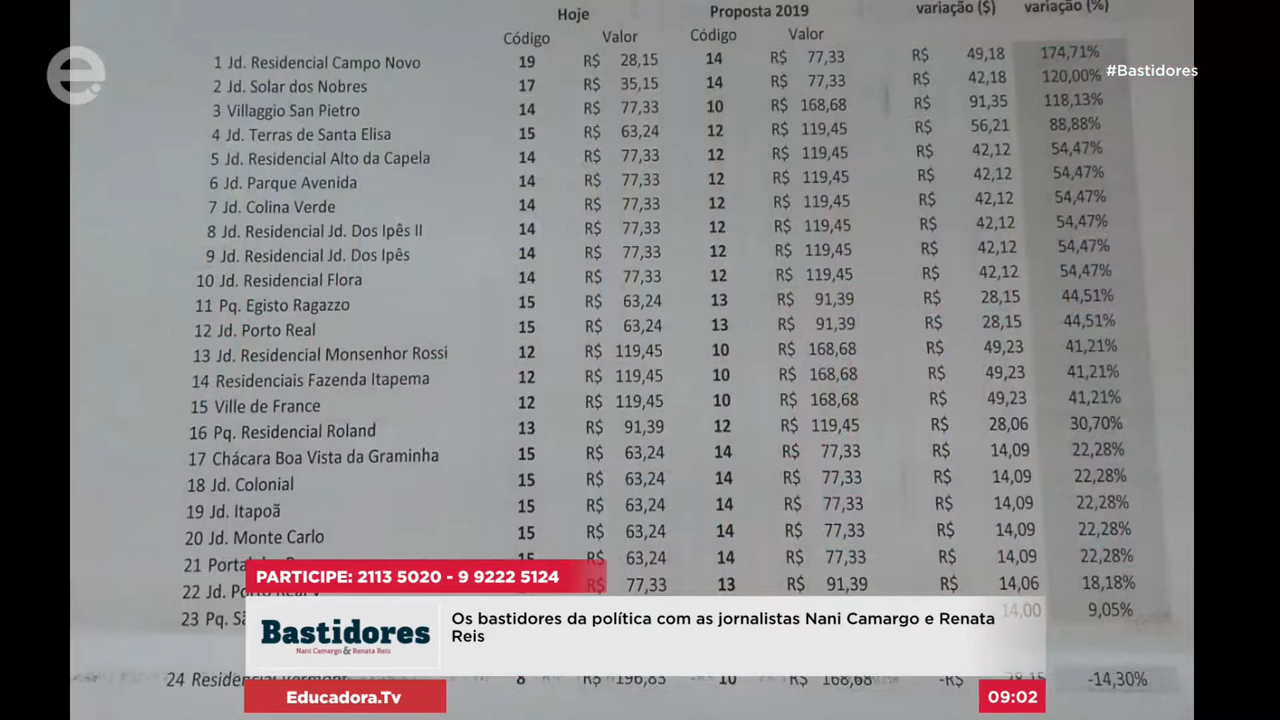 Hoje Proposta 2019 variação ($) variação (%)
Código Valor Código Valor
1 Jd. Residencial Campo Novo 19 R$ 28,15 14 R$ 77,33 R$ 49,18 174,71%
2 Jd. Solar dos Nobres 17 R$ 35,15 14 R$ 77,33 R$ 42,18 120,00%
#Bastidores
e
3 Villaggio San Pietro 14 R$ 77,33 10 R$ 168,68 R$ 91,35 118,13%
4 Jd. Terras de Santa Elisa 15 R$ 63,24 12 R$ 119,45 R$ 56,21 88,88%
5 Jd. Residencial Alto da Capela 14 R$ 77,33 12 R$ 119,45 R$ 42,12 54,47%
6 Jd. Parque Avenida 14 R$ 77,33 12 R$ 119,45 R$ 42,12 54,47%
7 Jd. Colina Verde 14 R$ 77,33 12 R$ 119,45 R$ 42,12 54,47%
8 Jd. Residencial Jd. Dos Ipês II 14 R$ 77,33 12 R$ 119,45 R$ 42,12 54,47%
9 Jd. Residencial Jd. Dos Ipês 14 R$ 77,33 12 R$ 119,45 R$ 42,12 54,47%
10 Jd. Residencial Flora 14 R$ 77,33 12 R$ 119,45 R$ 42,12 54,47%
11 Pq. Egisto Ragazzo 15 R$ 63,24 13 R$ 91,39 R$ 28,15 44,51%
12 Jd. Porto Real 15 R$ 63,24 13 R$ 91,39 R$ 28,15 44,51%
13 Jd. Residencial Monsenhor Rossi 12 R$ 119,45 10 R$ 168,68 R$ 49,23 41,21%
14 Residenciais Fazenda Itapema 12 R$ 119,45 10 R$ 168,68 R$ 49,23 41,21%
15 Ville de France 12 R$ 119,45 10 R$ 168,68 R$ 49,23 41,21%
16 Pq. Residencial Roland 13 R$ 91,39 12 R$ 119,45 R$ 28,06 30,70%
17 Chácara Boa Vista da Graminha 15 R$ 63,24 14 R$ 77,33 R$ 14,09 22,28%
18 Jd. Colonial 15 R$ 63,24 14 R$ 77,33 R$ 14,09 22,28%
19 Jd. Itapoã 15 R$ 63,24 14 R$ 77,33 R$ 14,09 22,28%
20 Jd. Monte Carlo 15 R$ 63,24 14 R$ 77,33 R$ 14,09 22,28%
21 15 R$ 63,24 14 R$ 77,33 R$ 14,09 22,28%
22 Jd. 77,33 13 R$ 91,39 R$ 14,06 18,18%
23 Pq. 14,00 9,05%
PARTICIPE: 2113 5020 - 9 9222 5124
Bastidores
Nani Camargo & Renata Reis
Os bastidores da política com as jornalistas Nani Camargo e Renata
Reis
24 8 R$ 196,83 10 R$ 168,68 -R$ 28,15 -14,30%
Educadora.Tv
09:02